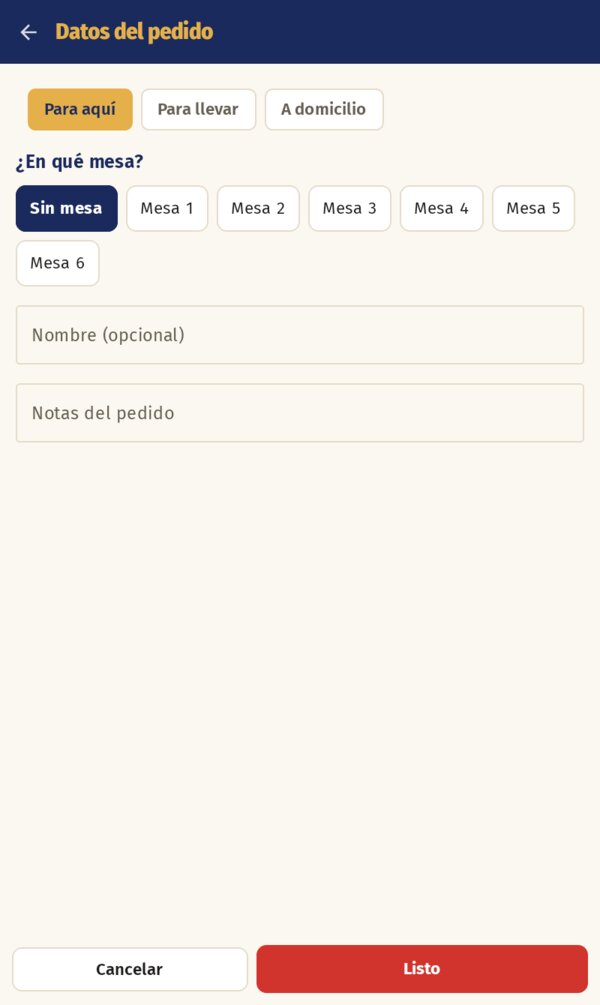 Datos del pedido
Para aquí Para llevar A domicilio
¿En qué mesa?
Sin mesa Mesa 1 Mesa 2 Mesa 3 Mesa 4 Mesa 5
Mesa 6
Nombre (opcional)
Notas del pedido
Cancelar Listo